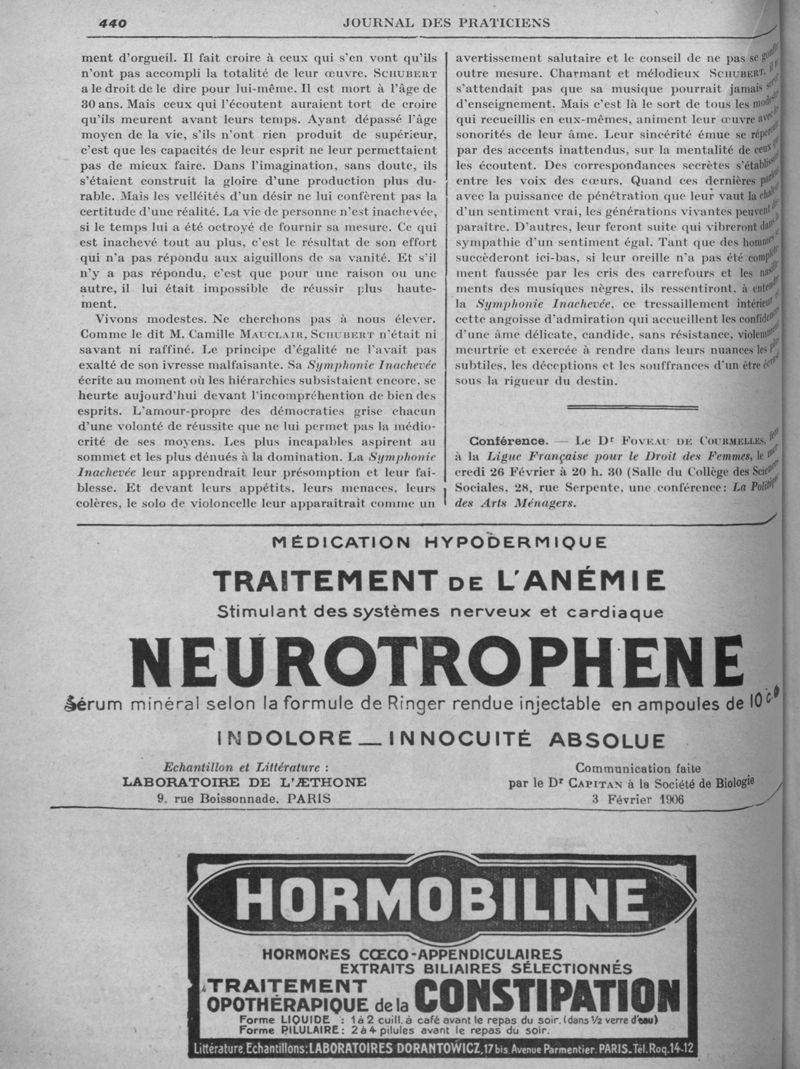 440
JOURNAL DES PRATICIENS
ment d'orgueil. Il fait croire à ceux qui s'en vont qu'ils
n'ont pas accompli la totalité de leur œuvre. SCHUBERT
a le droit de le dire pour lui-même. Il est mort à l'âge de
30 ans. Mais ceux qui l'écoutent auraient tort de croire
qu'ils meurent avant leurs temps. Ayant dépassé l'âge
moyen de la vie, s'ils n'ont rien produit de supérieur,
c'est que les capacités de leur esprit ne leur permettaient
pas de mieux faire. Dans l'imagination, sans doute, ils
s'étaient construit la gloire d'une production plus du-
rable. Mais les velléités d'un désir ne lui confèrent pas la
certitude d'une réalité. La vie de personne n'est inachevée,
si le temps lui a été octroyé de fournir sa mesure. Ce qui
est inachevé tout au plus, c'est le résultat de son effort
qui n'a pas répondu aux aiguillons de sa vanité. Et s'il
n'y a pas répondu, c'est que pour une raison ou une
autre, il lui était impossible de réussir plus haute-
ment.
Vivons modestes. Ne cherchons pas à nous élever.
Comme le dit M. Camille MAUCLAIR, SCHUBERT n'était ni
savant ni raffiné. Le principe d'égalité ne l'avait pas
exalté de son ivresse malfaisante. Sa Symphonie Inachevée
écrite au moment où les hiérarchies subsistaient encore, se
heurte aujourd'hui devant l'incompréhention de bien des
esprits. L'amour-propre des démocraties grise chacun
d'une volonté de réussite que ne lui permet pas la médio-
crité de ses moyens. Les plus incapables aspirent au
sommet et les plus dénués à la domination. La Symphonie
Inachevée leur apprendrait leur présomption et leur fai-
blesse. Et devant leurs appétits, leurs menaces, leurs
colères, le solo de violoncelle leur apparaîtrait comme un
avertissement salutaire et le conseil de ne pas se
outre mesure. Charmant et mélodieux SCHUBERT,
s'attendait pas que sa musique pourrait jamais
d'enseignement. Mais c'est là le sort de tous les
qui recueillis en eux-mêmes, animent leur œuvre
sonorités de leur âme. Leur sincérité émue se
par des accents inattendus, sur la mentalité de ceux
les écoutent. Des correspondances secrètes
entre les voix des cœurs. Quand ces dernières
avec la puissance de pénétration que leur vaut la
d'un sentiment vrai, les générations vivantes peuvent
paraître. D'autres, leur feront suite qui vibreront
sympathie d'un sentiment égal. Tant que des hommes
succèderont ici-bas, si leur oreille n'a pas été
ment faussée par les cris des carrefours et les
ments des musiques nègres, ils ressentiront, à
la Symphonie Inachevée, ce tressaillement intérieur
cette angoisse d'admiration qui accueillent les
d'une âme délicate, candide, sans résistance,
meurtrie et exercée à rendre dans leurs nuances les
subtiles, les déceptions et les souffrances d'un être
sous la rigueur du destin.
Conférence. — Le Dr FOVEAU DE COURMELLES,
à la Ligue Française pour le Droit des Femmes, le
credi 26 Février à 20 h. 30 (Salle du Collège des
Sociales, 28, rue Serpente, une conférence: La
des Arts Ménagers.
MÉDICATION HYPODERMIQUE
TRAITEMENT DE L'ANÉMIE
Stimulant des systèmes nerveux et cardiaque
NEUROTROPHENE
Sérum minéral selon la formule de Ringer rendue injectable en ampoules de 10 c
INDOLORE — INNOCUITÉ ABSOLUE
Echantillon et Littérature :
LABORATOIRE DE L'ÆTHONE
9, rue Boissonnade, PARIS
Communication faite
par le Dr CAPITAN à la Société de Biologie
3 Février 1906
HORMOBILINE
HORMONES CŒCO-APPENDICULAIRES
EXTRAITS BILIAIRES SÉLECTIONNÉS
TRAITEMENT
OPOTHÉRAPIQUE de la CONSTIPATION
Forme LIQUIDE : 1 à 2 cuill. à café avant le repas du soir. (dans 1/2 verre d'eau)
Forme PILULAIRE: 2 à 4 pilules avant le repas du soir.
Littérature, Echantillons: LABORATOIRES DORANTOWICZ, 17 bis, Avenue Parmentier, PARIS_Tél. Roq. 14-12